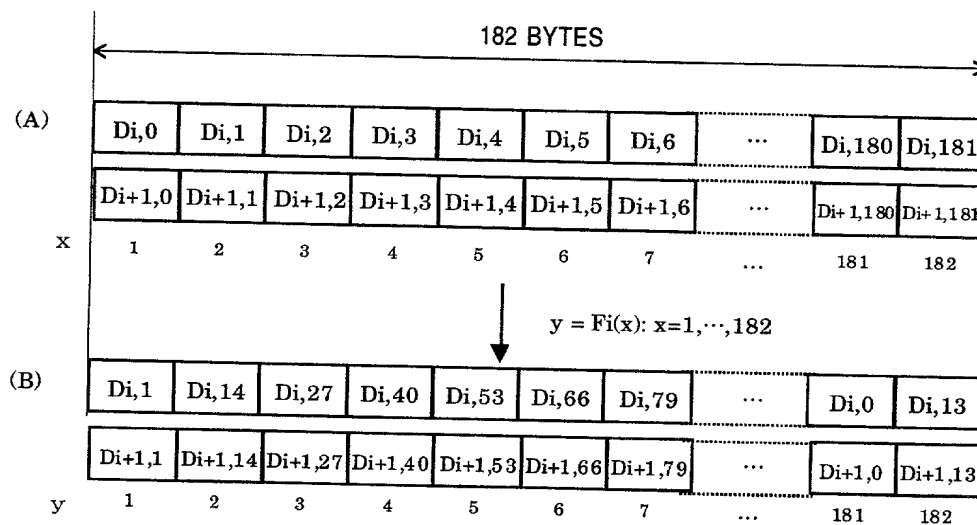 182 BYTES
(A)
Di,0 Di,1 Di,2 Di,3 Di,4 Di,5 Di,6 ... Di,180 Di,181
Di+1,0 Di+1,1 Di+1,2 Di+1,3 Di+1,4 Di+1,5 Di+1,6 ... Di+1,180 Di+1,181
x 1 2 3 4 5 6 7 ... 181 182
y = Fi(x): x=1,⋯,182
(B)
Di,1 Di,14 Di,27 Di,40 Di,53 Di,66 Di,79 ... Di,0 Di,13
Di+1,1 Di+1,14 Di+1,27 Di+1,40 Di+1,53 Di+1,66 Di+1,79 ... Di+1,0 Di+1,13
y 1 2 3 4 5 6 7 ... 181 182